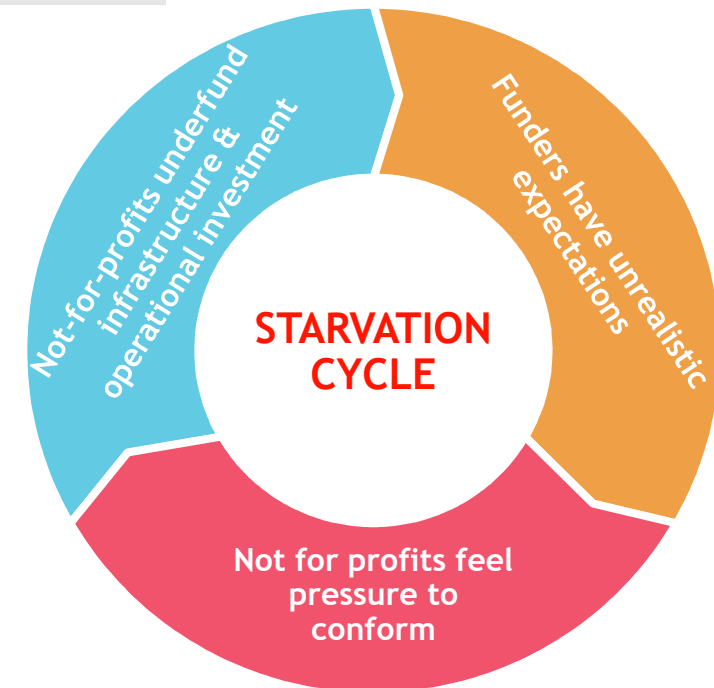 STARVATION
CYCLE
Funders have unrealistic
expectations
Not for profits feel
pressure to
conform
Not-for-profits underfund
infrastructure &
operational investment